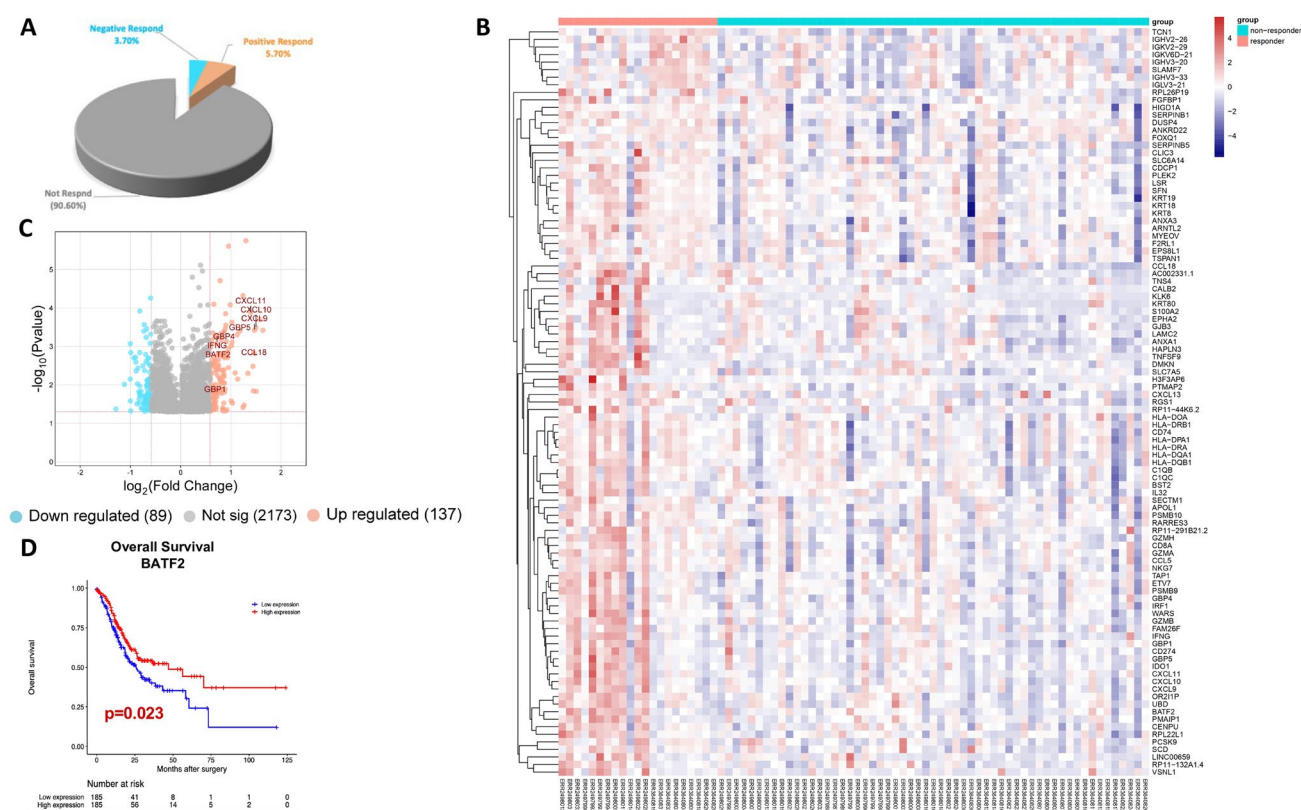 A
Negative Respond
3.70%
Positive Respond
5.70%
Not Respnd
(90.60%)
B
group
TCN1
IGHV2-26
IGKV2-29
IGKV6D-21
IGHV3-20
SLAMF7
IGHV3-33
IGLV3-21
RPL26P19
FGFBP1
HIGD1A
SERPINB1
DUSP4
ANKRD22
FOXQ1
SERPINB5
CLIC3
SLC6A14
CDCP1
PLEK2
LSR
SFN
KRT19
KRT18
KRT8
ANXA3
ARNTL2
MYEOV
F2RL1
EPS8L1
TSPAN1
CCL18
AC002331.1
TNS4
CALB2
KLK6
KRT80
S100A2
EPHA2
GJB3
LAMC2
ANXA1
HAPLN3
TNFSF9
DMKN
SLC7A5
H3F3AP6
PTMAP2
CXCL13
RGS1
RP11-44K6.2
HLA-DOA
HLA-DRB1
CD74
HLA-DPA1
HLA-DRA
HLA-DQA1
HLA-DQB1
C1QB
C1QC
BST2
IL32
SECTM1
APOL1
PSMB10
RARRES3
RP11-291B21.2
GZMH
CD8A
GZMA
CCL5
NKG7
TAP1
ETV7
PSMB9
GBP4
IRF1
WARS
GZMB
FAM26F
IFNG
GBP1
CD274
GBP5
IDO1
CXCL11
CXCL10
CXCL9
OR2I1P
UBD
BATF2
PMAIP1
CENPU
RPL22L1
PCSK9
SCD
LINC00659
RP11-132A1.4
VSNL1
4
2
0
-2
-4
group
non-responder
responder
C
-log10(Pvalue)
5
4
3
2
1
0
CXCL11
CXCL10
CXCL9
GBP5
GBP4
IFNG
BATF2
CCL18
GBP1
-2
-1
0
1
2
log2(Fold Change)
Down regulated (89)
Not sig (2173)
Up regulated (137)
D
Overall Survival
BATF2
Overall survival
1.00
0.75
0.50
0.25
0.00
Low expression
High expression
p=0.023
0
25
50
75
100
125
Months after surgery
Number at risk
Low expression 185 41 8 1 1 0
High expression 185 56 14 5 2 0